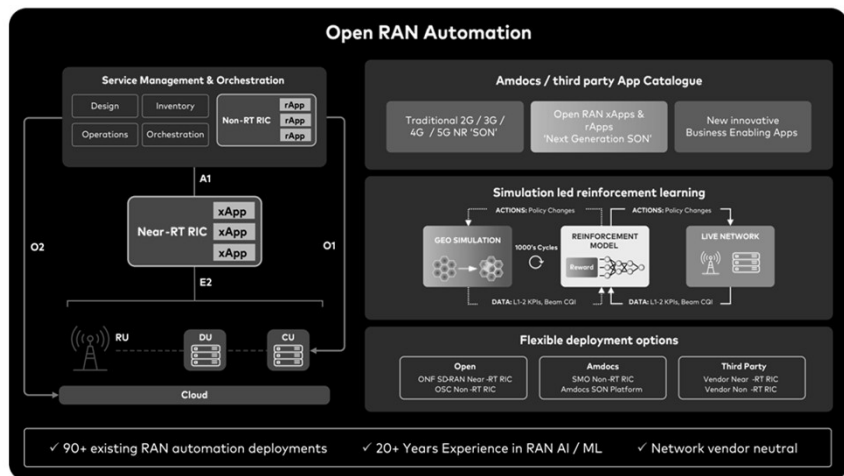 Open RAN Automation
Service Management & Orchestration
Design
Inventory
Non-RT RIC
rApp
rApp
rApp
Operations
Orchestration
A1
O2
O1
Near-RT RIC
xApp
xApp
xApp
E2
RU
DU
CU
Cloud
Amdocs / third party App Catalogue
Traditional 2G / 3G /
4G / 5G NR 'SON'
Open RAN xApps &
rApps
'Next Generation SON'
New innovative
Business Enabling Apps
Simulation led reinforcement learning
ACTIONS: Policy Changes
ACTIONS: Policy Changes
GEO SIMULATION
1000's Cycles
REINFORCEMENT
MODEL
Reward
LIVE NETWORK
DATA: L1-2 KPIs, Beam CQI
DATA: L1-2 KPIs, Beam CQI
Flexible deployment options
Open
ONF SD-RAN Near -RT RIC
OSC Non -RT RIC
Amdocs
SMO Non -RT RIC
Amdocs SON Platform
Third Party
Vendor Near -RT RIC
Vendor Non -RT RIC
✓ 90+ existing RAN automation deployments
✓ 20+ Years Experience in RAN AI / ML
✓ Network vendor neutral